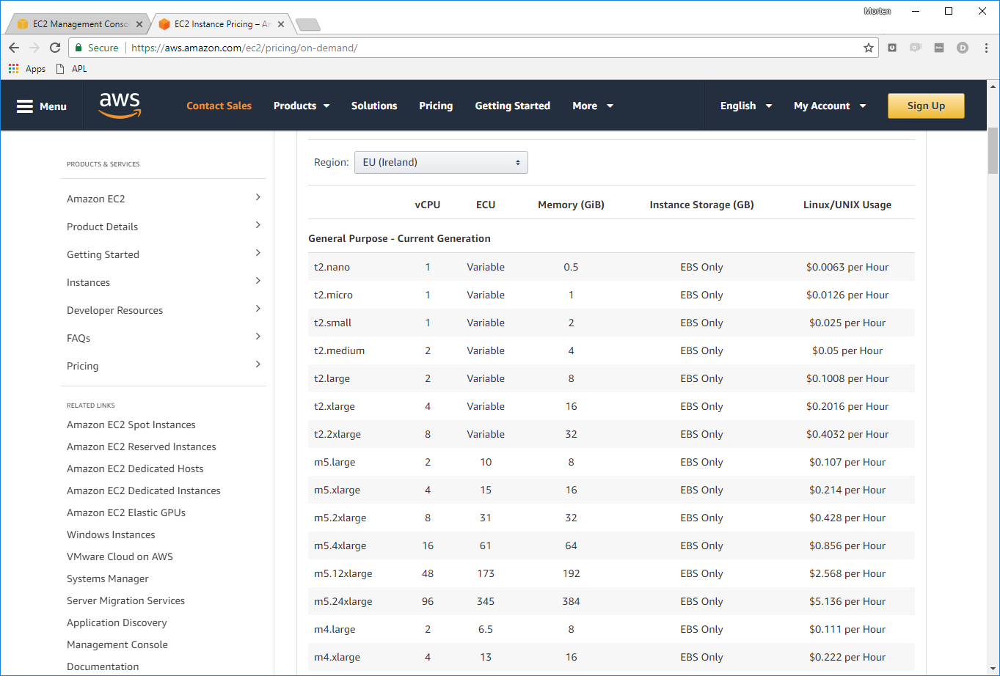 Morten
EC2 Management Conso
EC2 Instance Pricing – Am
Secure https://aws.amazon.com/ec2/pricing/on-demand/
Apps APL
Menu aws Contact Sales Products Solutions Pricing Getting Started More English My Account Sign Up
Region: EU (Ireland)
PRODUCTS & SERVICES
Amazon EC2
Product Details
Getting Started
Instances
Developer Resources
FAQs
Pricing
RELATED LINKS
Amazon EC2 Spot Instances
Amazon EC2 Reserved Instances
Amazon EC2 Dedicated Hosts
Amazon EC2 Dedicated Instances
Amazon EC2 Elastic GPUs
Windows Instances
VMware Cloud on AWS
Systems Manager
Server Migration Services
Application Discovery
Management Console
Documentation
vCPU ECU Memory (GiB) Instance Storage (GB) Linux/UNIX Usage
General Purpose - Current Generation
t2.nano 1 Variable 0.5 EBS Only $0.0063 per Hour
t2.micro 1 Variable 1 EBS Only $0.0126 per Hour
t2.small 1 Variable 2 EBS Only $0.025 per Hour
t2.medium 2 Variable 4 EBS Only $0.05 per Hour
t2.large 2 Variable 8 EBS Only $0.1008 per Hour
t2.xlarge 4 Variable 16 EBS Only $0.2016 per Hour
t2.2xlarge 8 Variable 32 EBS Only $0.4032 per Hour
m5.large 2 10 8 EBS Only $0.107 per Hour
m5.xlarge 4 15 16 EBS Only $0.214 per Hour
m5.2xlarge 8 31 32 EBS Only $0.428 per Hour
m5.4xlarge 16 61 64 EBS Only $0.856 per Hour
m5.12xlarge 48 173 192 EBS Only $2.568 per Hour
m5.24xlarge 96 345 384 EBS Only $5.136 per Hour
m4.large 2 6.5 8 EBS Only $0.111 per Hour
m4.xlarge 4 13 16 EBS Only $0.222 per Hour